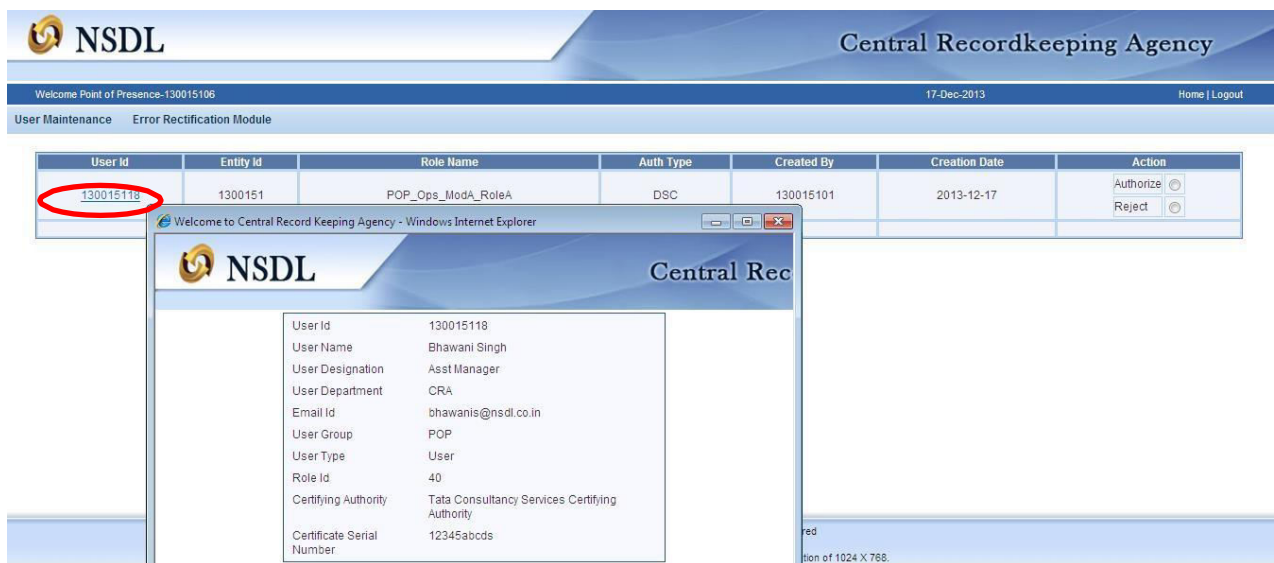 NSDL
Central Recordkeeping Agency
Welcome Point of Presence-130015106 17-Dec-2013 Home | Logout
User Maintenance Error Rectification Module
User Id Entity Id Role Name Auth Type Created By Creation Date Action
130015118 1300151 POP_Ops_ModA_RoleA DSC 130015101 2013-12-17 Authorize
Reject
Welcome to Central Record Keeping Agency - Windows Internet Explorer
NSDL Central Rec
User Id 130015118
User Name Bhawani Singh
User Designation Asst Manager
User Department CRA
Email Id bhawanis@nsdl.co.in
User Group POP
User Type User
Role Id 40
Certifying Authority Tata Consultancy Services Certifying
Authority
Certificate Serial 12345abcds
Number
red
tion of 1024 X 768.